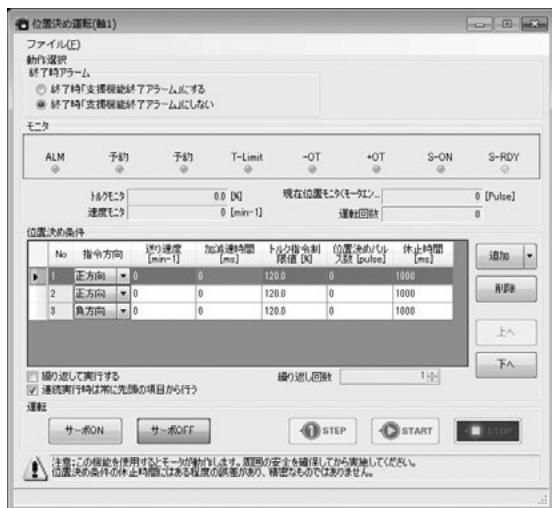 位置決め運転(軸1)
ファイル(F)
動作選択
終了時アラーム
終了時「支援機能終了アラーム」にする
終了時「支援機能終了アラーム」にしない
モニタ
ALM 予約 予約 T-Limit -OT +OT S-ON S-RDY
トルクモニタ 0.0 [%] 現在位置モニタ(モータエン... 0 [Pulse]
速度モニタ 0 [min-1] 運転回数 0
位置決め条件
No 指令方向 送り速度 [min-1] 加減速時間 [ms] トルク指令制限値 [%] 位置決めパルス数 [pulse] 休止時間 [ms]
1 正方向 0 0 120.0 0 1000
2 正方向 0 0 120.0 0 1000
3 負方向 0 0 120.0 0 1000
追加
削除
上へ
下へ
繰り返して実行する 繰り返し回数 1
連続実行時は常に先頭の項目から行う
運転
サーボON サーボOFF 1 STEP START STOP
注意:この機能を使用するとモータが動作します。周囲の安全を確保してから実施してください。
位置決め条件の休止時間にはある程度の誤差があり、精密なものではありません。